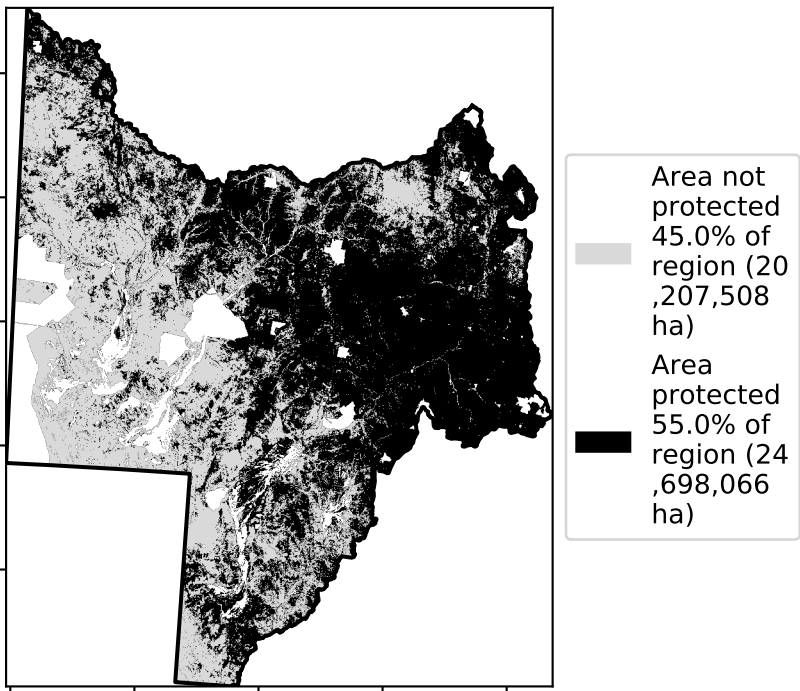 Area not
protected
45.0% of
region (20
,207,508
ha)
Area
protected
55.0% of
region (24
,698,066
ha)